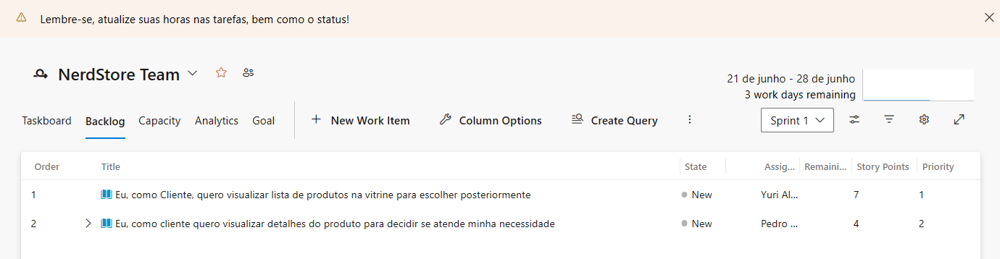 Lembre-se, atualize suas horas nas tarefas, bem como o status!
NerdStore Team
21 de junho - 28 de junho
3 work days remaining
Taskboard Backlog Capacity Analytics Goal New Work Item Column Options Create Query Sprint 1
Order Title State Assig... Remaini... Story Points Priority
1 Eu, como Cliente, quero visualizar lista de produtos na vitrine para escolher posteriormente New Yuri Al... 7 1
2 Eu, como cliente quero visualizar detalhes do produto para decidir se atende minha necessidade New Pedro ... 4 2